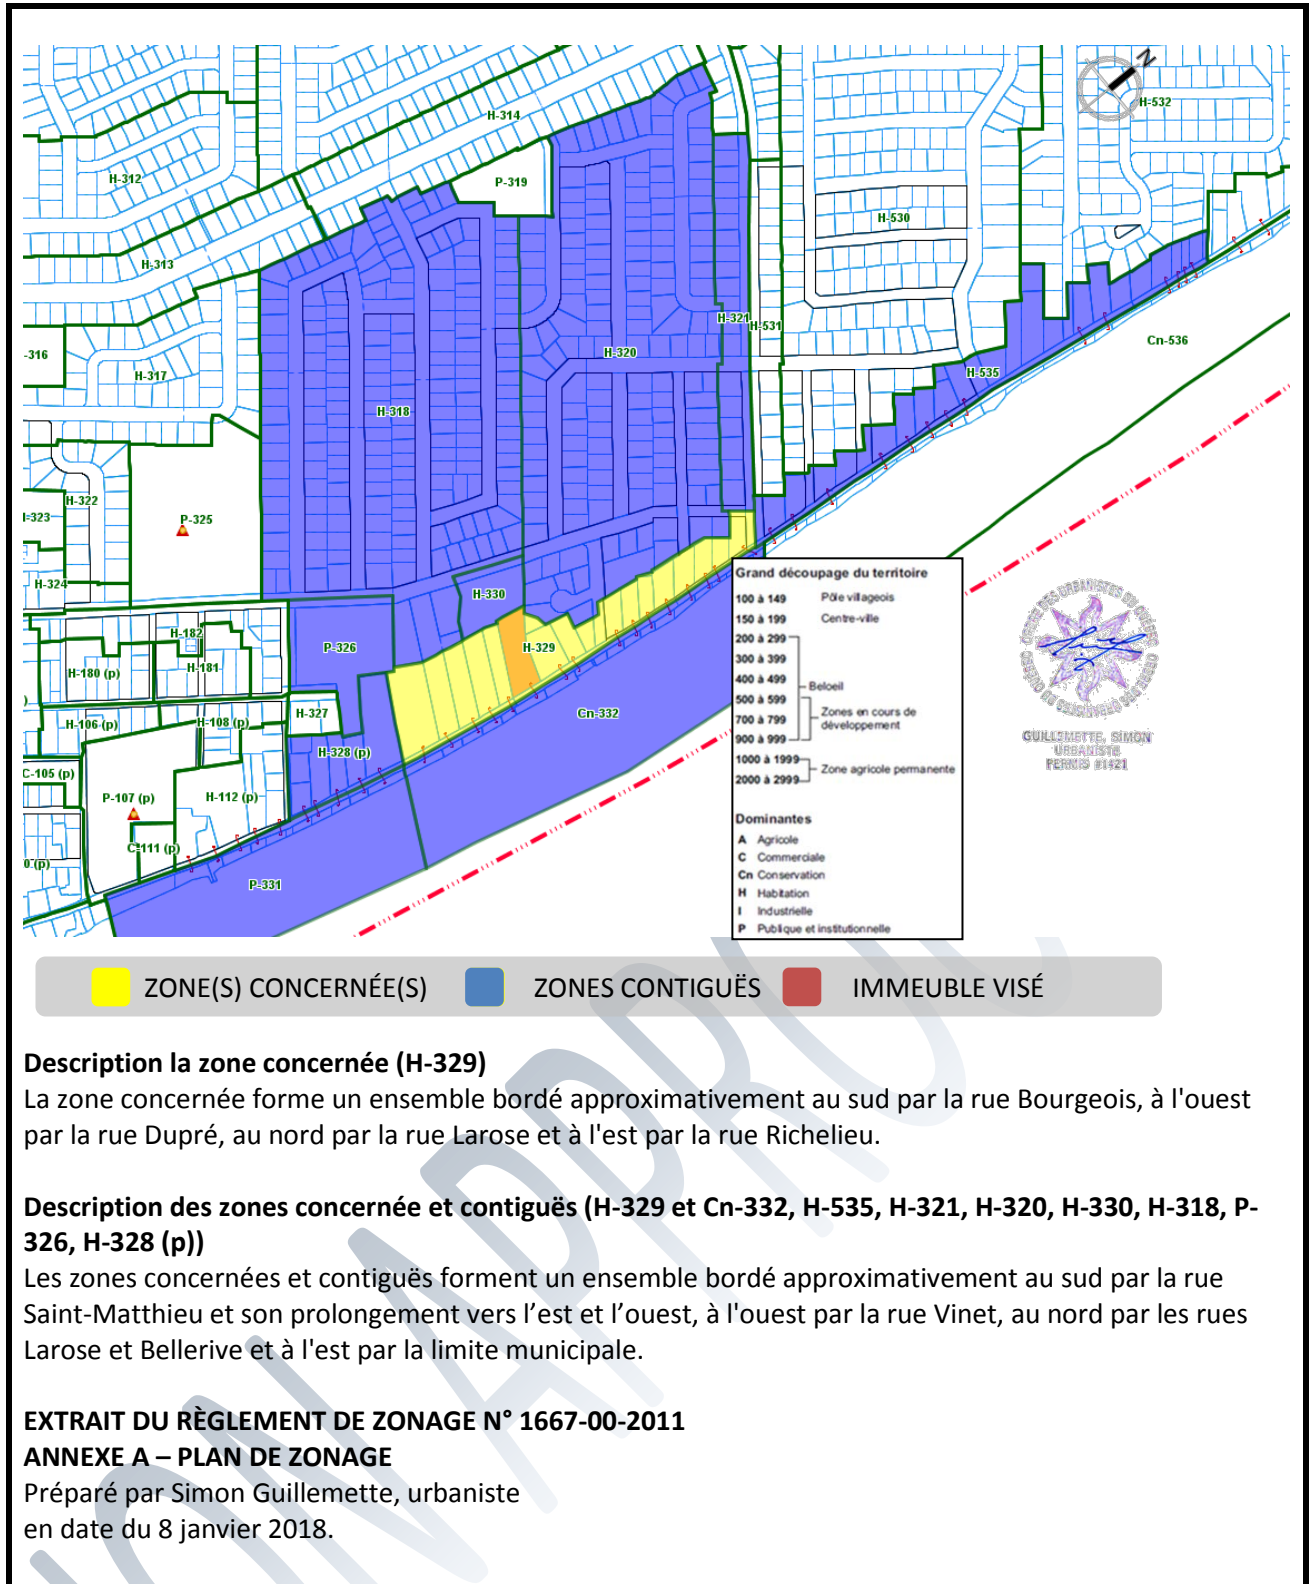 N
H-532
H-314
H-312
P-319
H-530
H-313
H-321
H-531
Cn-536
-316
H-320
H-317
H-535
H-318
H-322
I-323
P-325
H-324
H-330
H-182
P-326
H-329
H-180 (p)
H-181
H-327
Cn-332
H-106 (p)
H-108 (p)
H-328 (p)
C-105 (p)
P-107 (p)
H-112 (p)
C-111 (p)
0 (p)
P-331
Grand découpage du territoire
100 à 149 Pôle villageois
150 à 199 Centre-ville
200 à 299
300 à 399
400 à 499 Beloeil
500 à 599
700 à 799 Zones en cours de
développement
900 à 999
1000 à 1999 Zone agricole permanente
2000 à 2999
Dominantes
A Agricole
C Commerciale
Cn Conservation
H Habitation
I Industrielle
P Publique et institutionnelle
ORDRE DES URBANISTES DU QUÉBEC
GUILLEMETTE, SIMON
URBANISTE
PERMIS #1421
ZONE(S) CONCERNÉE(S) ZONES CONTIGUËS IMMEUBLE VISÉ
Description la zone concernée (H-329)
La zone concernée forme un ensemble bordé approximativement au sud par la rue Bourgeois, à l'ouest
par la rue Dupré, au nord par la rue Larose et à l'est par la rue Richelieu.
Description des zones concernée et contiguës (H-329 et Cn-332, H-535, H-321, H-320, H-330, H-318, P-
326, H-328 (p))
Les zones concernées et contiguës forment un ensemble bordé approximativement au sud par la rue
Saint-Matthieu et son prolongement vers l’est et l’ouest, à l'ouest par la rue Vinet, au nord par les rues
Larose et Bellerive et à l'est par la limite municipale.
EXTRAIT DU RÈGLEMENT DE ZONAGE N° 1667-00-2011
ANNEXE A – PLAN DE ZONAGE
Préparé par Simon Guillemette, urbaniste
en date du 8 janvier 2018.